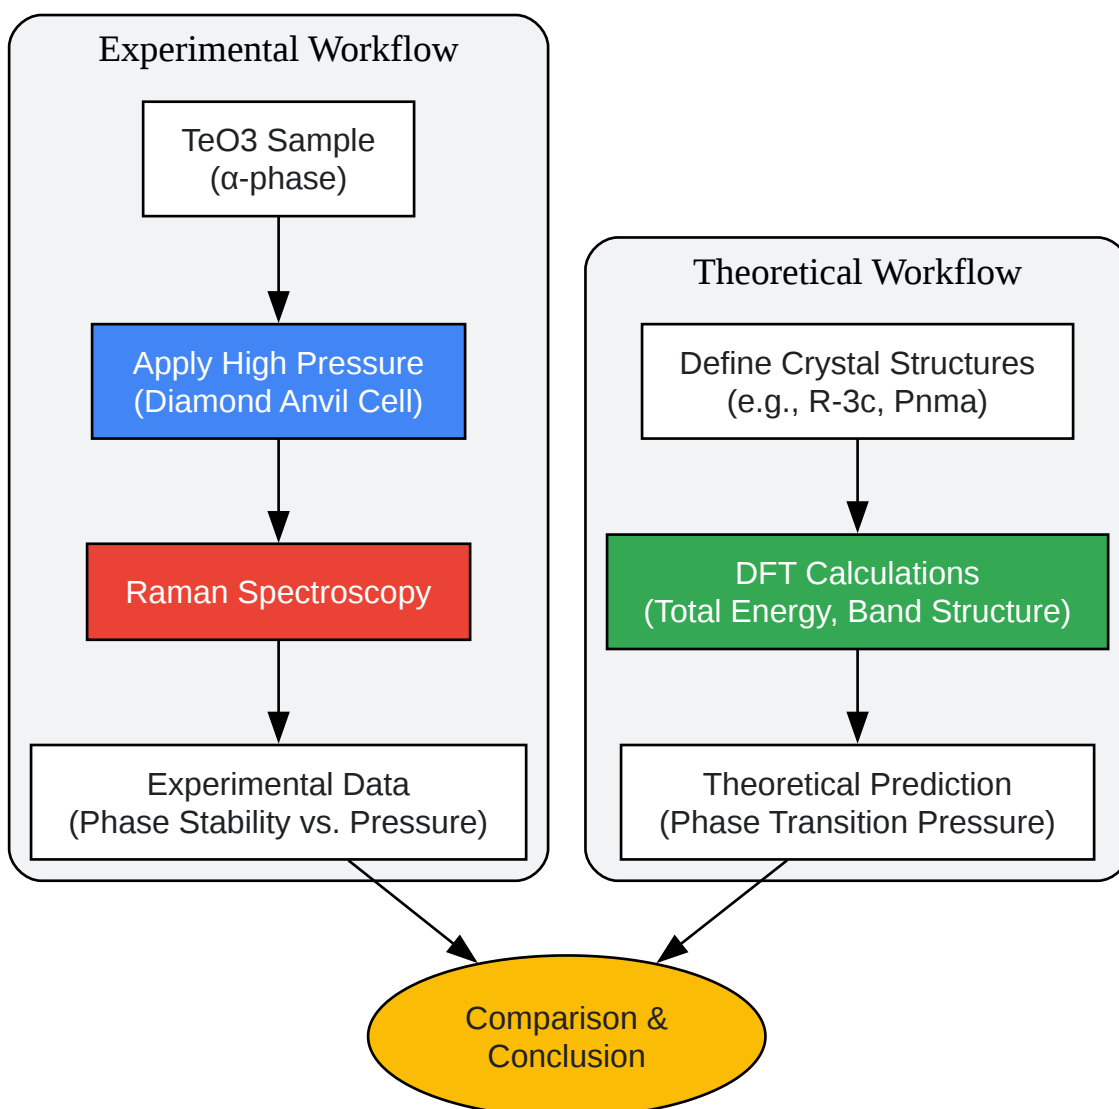 Experimental Workflow
TeO3 Sample
(α-phase)
Apply High Pressure
(Diamond Anvil Cell)
Raman Spectroscopy
Experimental Data
(Phase Stability vs. Pressure)
Theoretical Workflow
Define Crystal Structures
(e.g., R-3c, Pnma)
DFT Calculations
(Total Energy, Band Structure)
Theoretical Prediction
(Phase Transition Pressure)
Comparison &
Conclusion